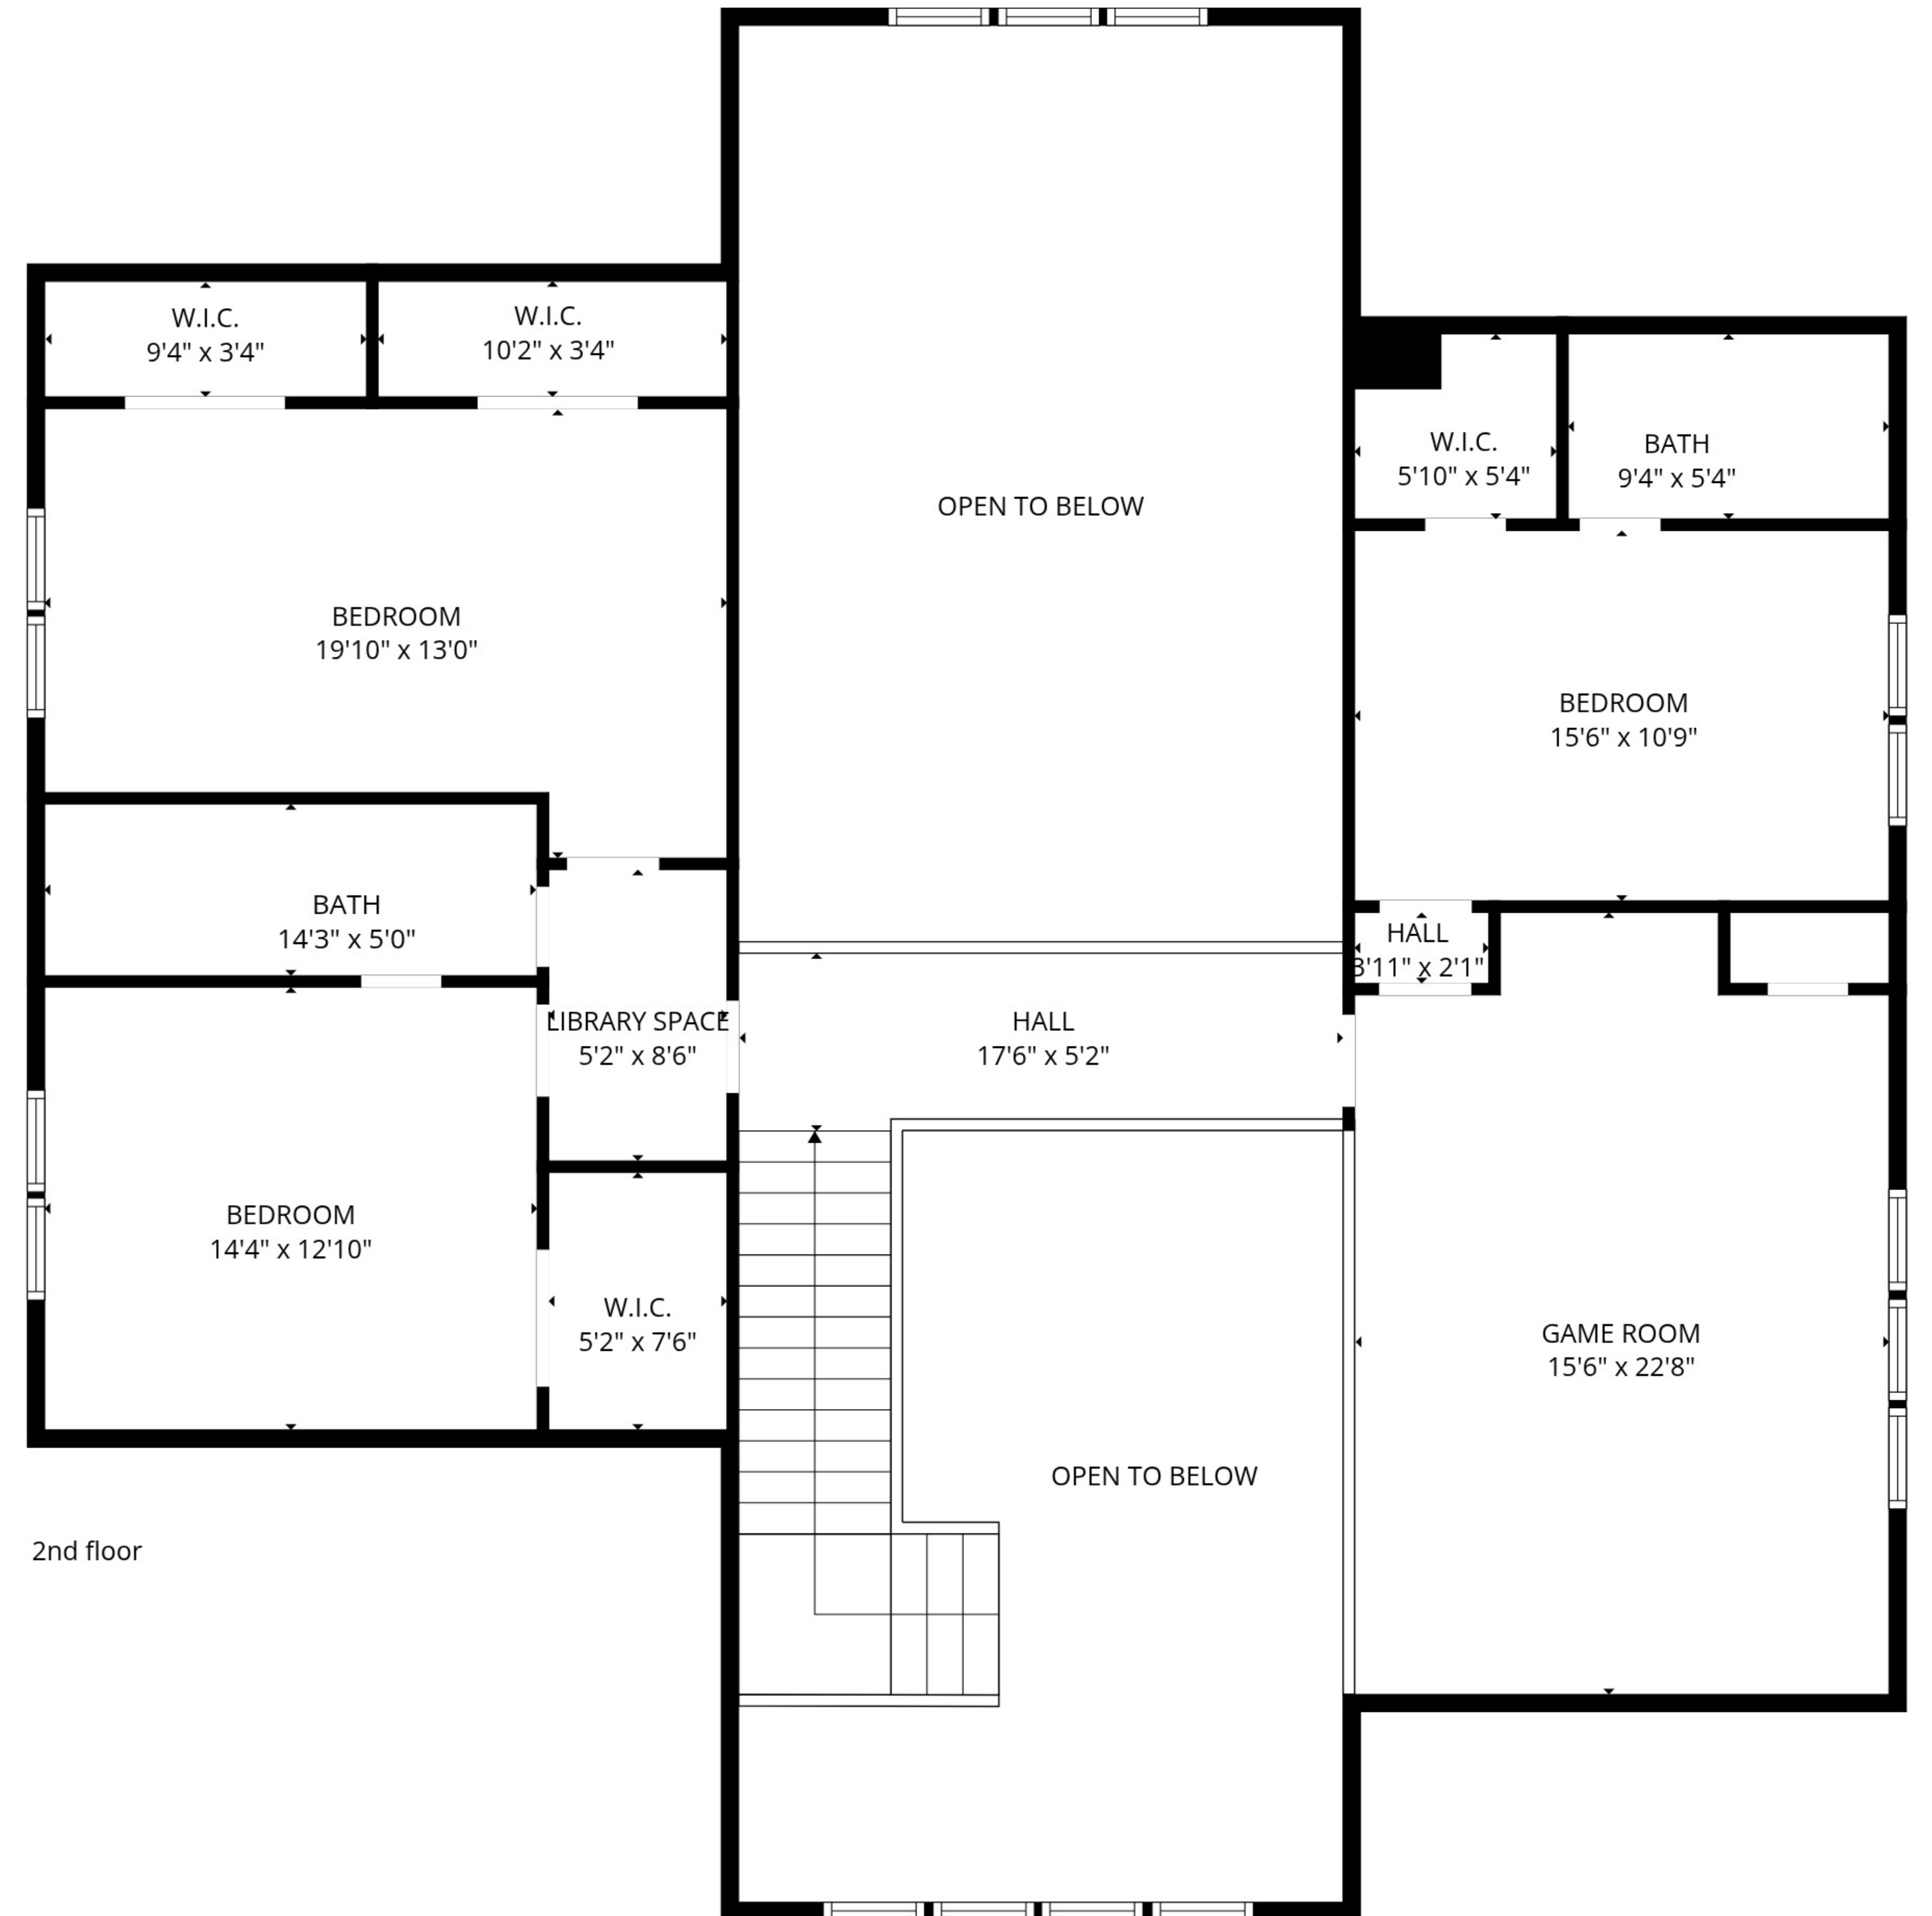 W.I.C.
9'4" x 3'4"
W.I.C.
10'2" x 3'4"
W.I.C.
5'10" x 5'4"
BATH
9'4" x 5'4"
OPEN TO BELOW
BEDROOM
19'10" x 13'0"
BEDROOM
15'6" x 10'9"
BATH
14'3" x 5'0"
HALL
3'11" x 2'1"
LIBRARY SPACE
5'2" x 8'6"
HALL
17'6" x 5'2"
BEDROOM
14'4" x 12'10"
W.I.C.
5'2" x 7'6"
GAME ROOM
15'6" x 22'8"
OPEN TO BELOW
2nd floor